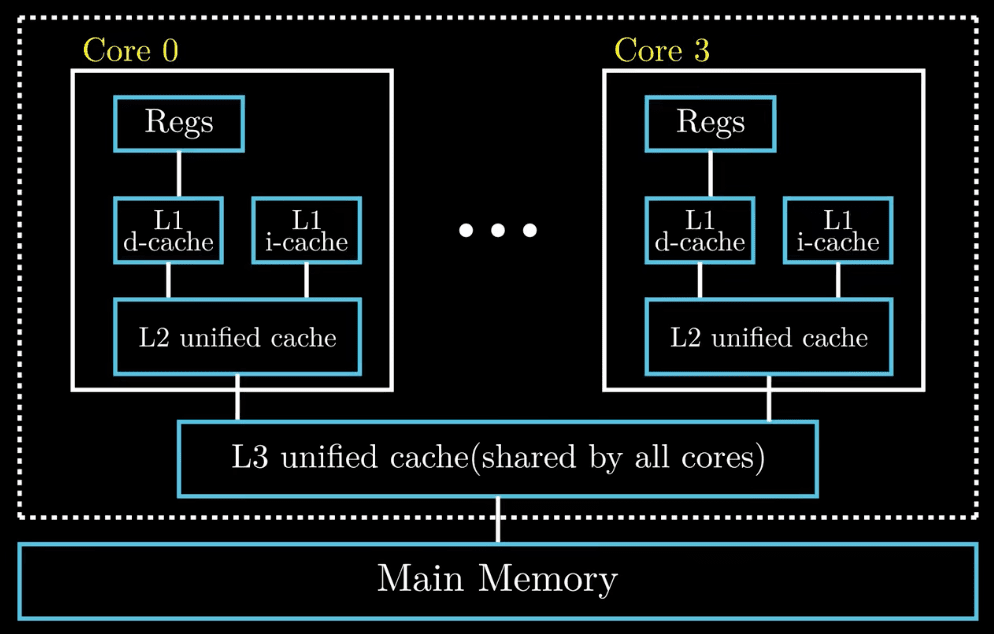 Core 0
Regs
L1
d-cache
L1
i-cache
L2 unified cache
Core 3
Regs
L1
d-cache
L1
i-cache
L2 unified cache
L3 unified cache(shared by all cores)
Main Memory